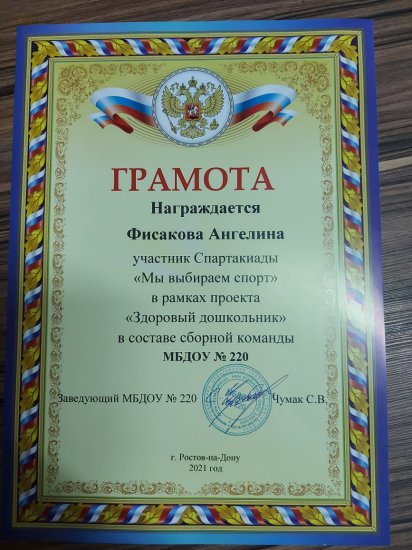 ГРАМОТА
Награждается
Фисакова Ангелина
участник Спартакиады
«Мы выбираем спорт»
в рамках проекта
«Здоровый дошкольник»
в составе сборной команды
МБДОУ № 220
Заведующий МБДОУ № 220 Чумак С.В.
г. Ростов-на-Дону
2021 год